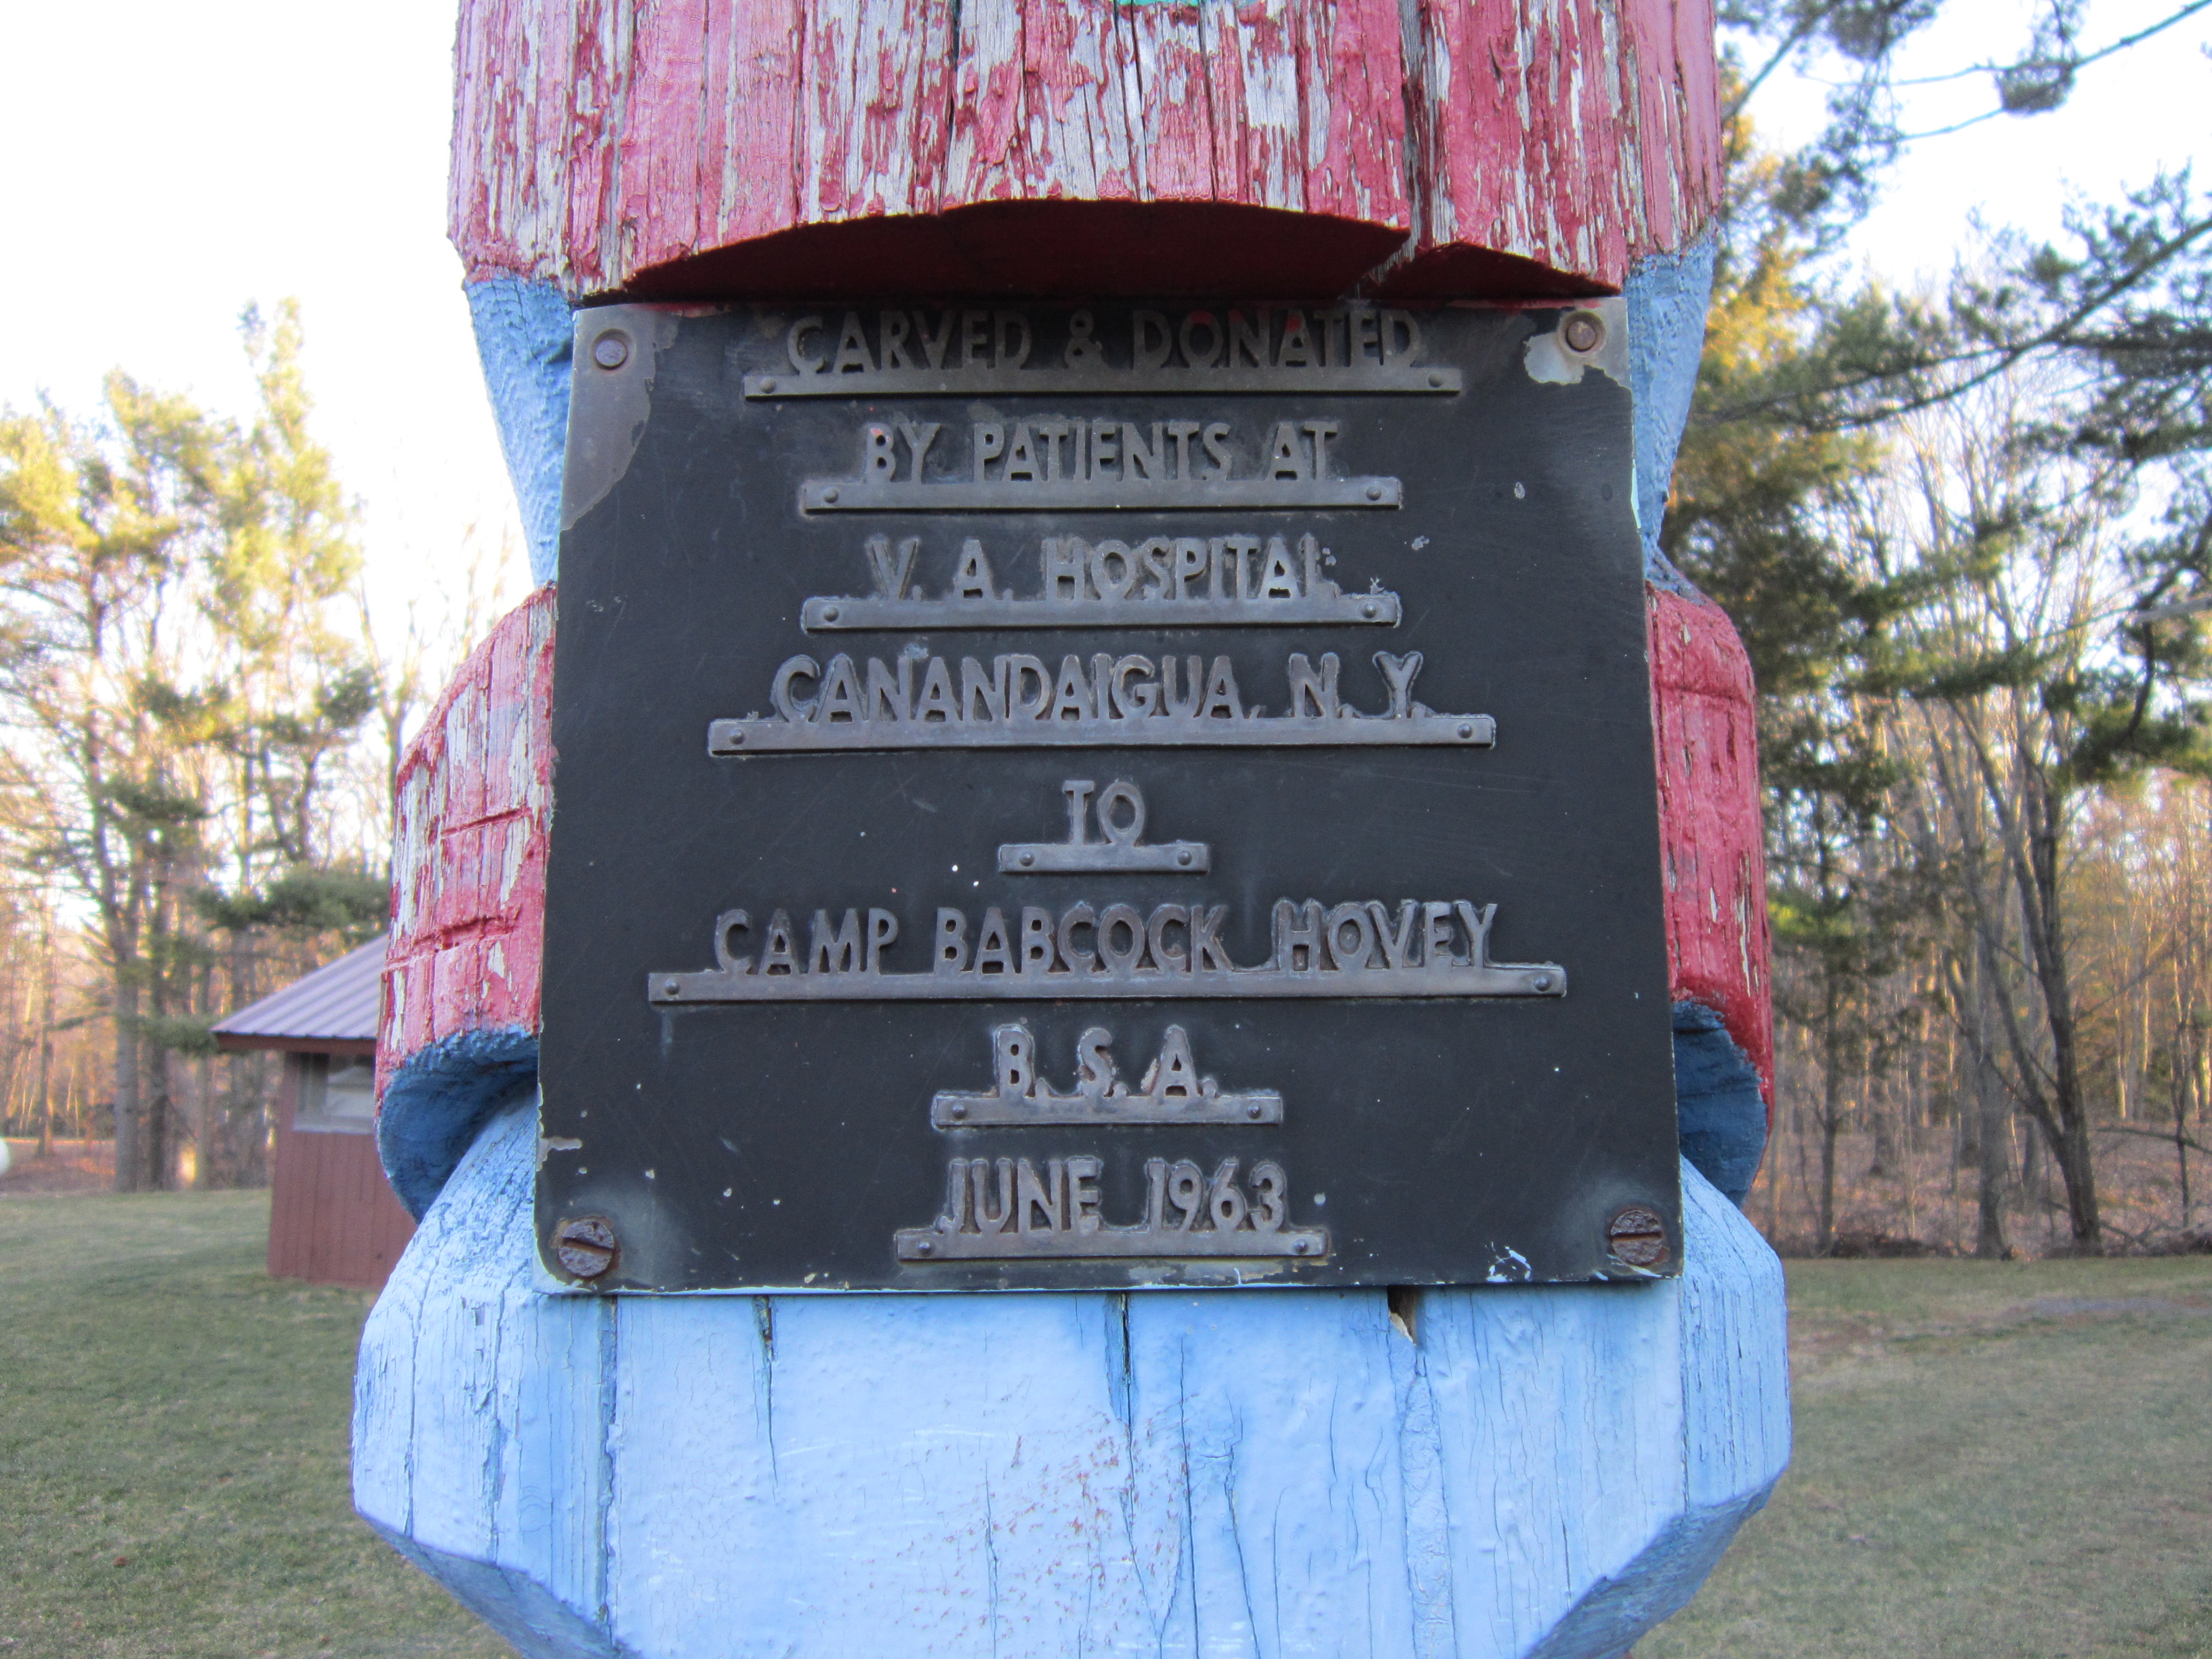 CARVED & DONATED
BY PATIENTS AT
V. A. HOSPITAL
CANANDAIGUA, N. Y.
TO
CAMP BABCOCK HOVEY
B. S. A.
JUNE 1963